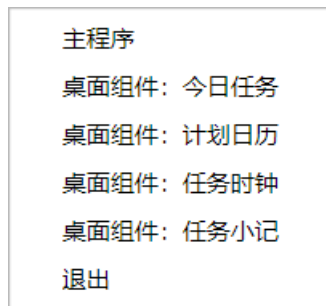 主程序
桌面组件：今日任务
桌面组件：计划日历
桌面组件：任务时钟
桌面组件：任务小记
退出